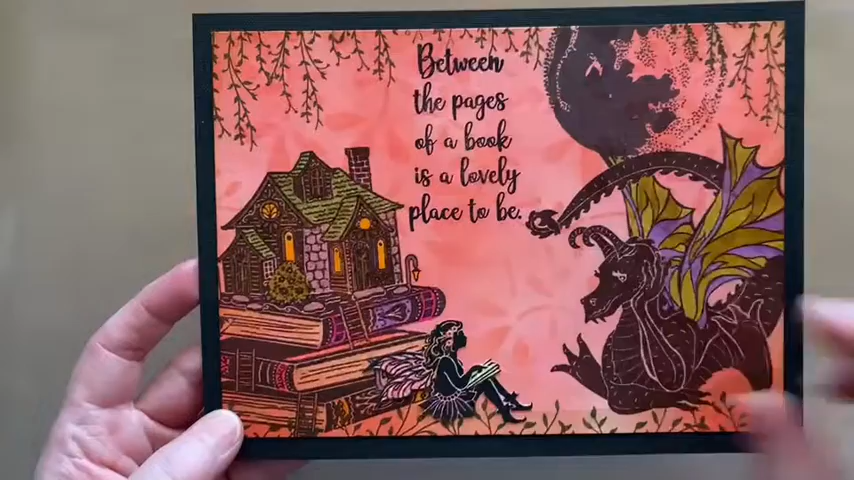 Between
the pages
of a book
is a lovely
place to be.